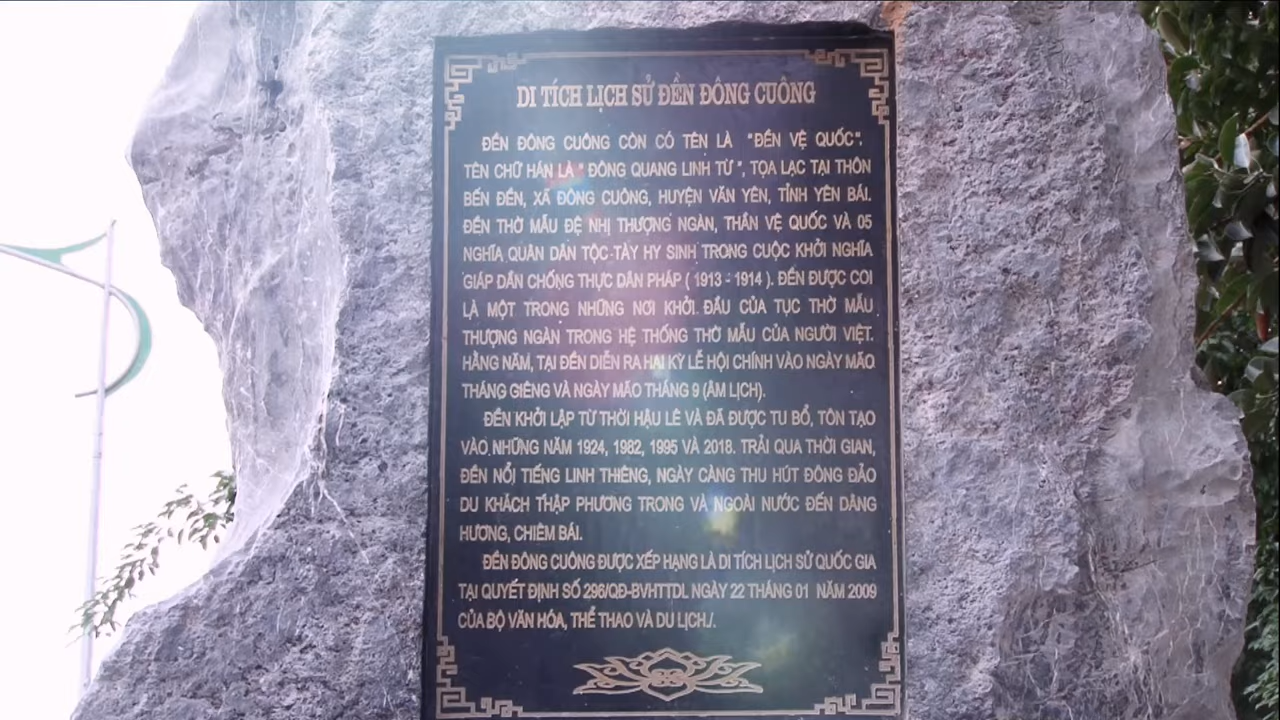 DI TÍCH LỊCH SỬ ĐỀN ĐÔNG CUÔNG
ĐỀN ĐÔNG CUÔNG CÒN CÓ TÊN LÀ "ĐỀN VỆ QUỐC".
TÊN CHỮ HÁN LÀ " ĐÔNG QUANG LINH TỪ ", TỌA LẠC TẠI THÔN
BẾN ĐỀN, XÃ ĐÔNG CUÔNG, HUYỆN VĂN YÊN, TỈNH YÊN BÁI.
ĐỀN THỜ MẪU ĐỆ NHỊ THƯỢNG NGÀN, THẦN VỆ QUỐC VÀ 05
NGHĨA QUÂN DÂN TỘC TÀY HY SINH TRONG CUỘC KHỞI NGHĨA
GIÁP DẦN CHỐNG THỰC DÂN PHÁP ( 1913 - 1914 ). ĐỀN ĐƯỢC COI
LÀ MỘT TRONG NHỮNG NƠI KHỞI ĐẦU CỦA TỤC THỜ MẪU
THƯỢNG NGÀN TRONG HỆ THỐNG THỜ MẪU CỦA NGƯỜI VIỆT.
HẰNG NĂM, TẠI ĐỀN DIỄN RA HAI KỲ LỄ HỘI CHÍNH VÀO NGÀY MÃO
THÁNG GIÊNG VÀ NGÀY MÃO THÁNG 9 (ÂM LỊCH).
ĐỀN KHỞI LẬP TỪ THỜI HẬU LÊ VÀ ĐÃ ĐƯỢC TU BỔ, TÔN TẠO
VÀO NHỮNG NĂM 1924, 1982, 1995 VÀ 2018. TRẢI QUA THỜI GIAN,
ĐỀN NỔI TIẾNG LINH THIÊNG, NGÀY CÀNG THU HÚT ĐÔNG ĐẢO
DU KHÁCH THẬP PHƯƠNG TRONG VÀ NGOÀI NƯỚC ĐẾN DÂNG
HƯƠNG, CHIÊM BÁI.
ĐỀN ĐÔNG CUÔNG ĐƯỢC XẾP HẠNG LÀ DI TÍCH LỊCH SỬ QUỐC GIA
TẠI QUYẾT ĐỊNH SỐ 296/QĐ-BVHTTDL NGÀY 22 THÁNG 01 NĂM 2009
CỦA BỘ VĂN HÓA, THỂ THAO VÀ DU LỊCH./.